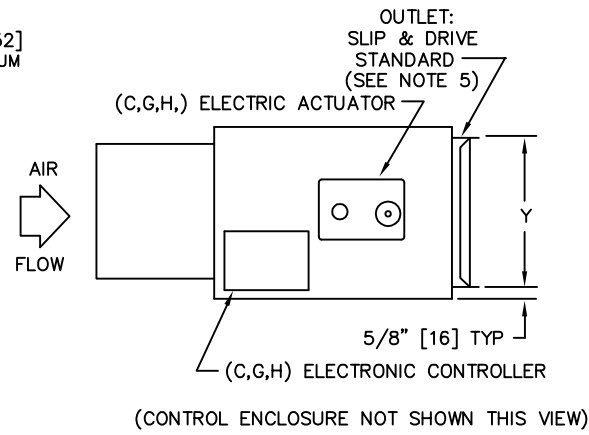 OUTLET:
SLIP & DRIVE
STANDARD
(SEE NOTE 5)
(C,G,H,) ELECTRIC ACTUATOR
AIR
FLOW
Y
5/8" [16] TYP
(C,G,H) ELECTRONIC CONTROLLER
(CONTROL ENCLOSURE NOT SHOWN THIS VIEW)